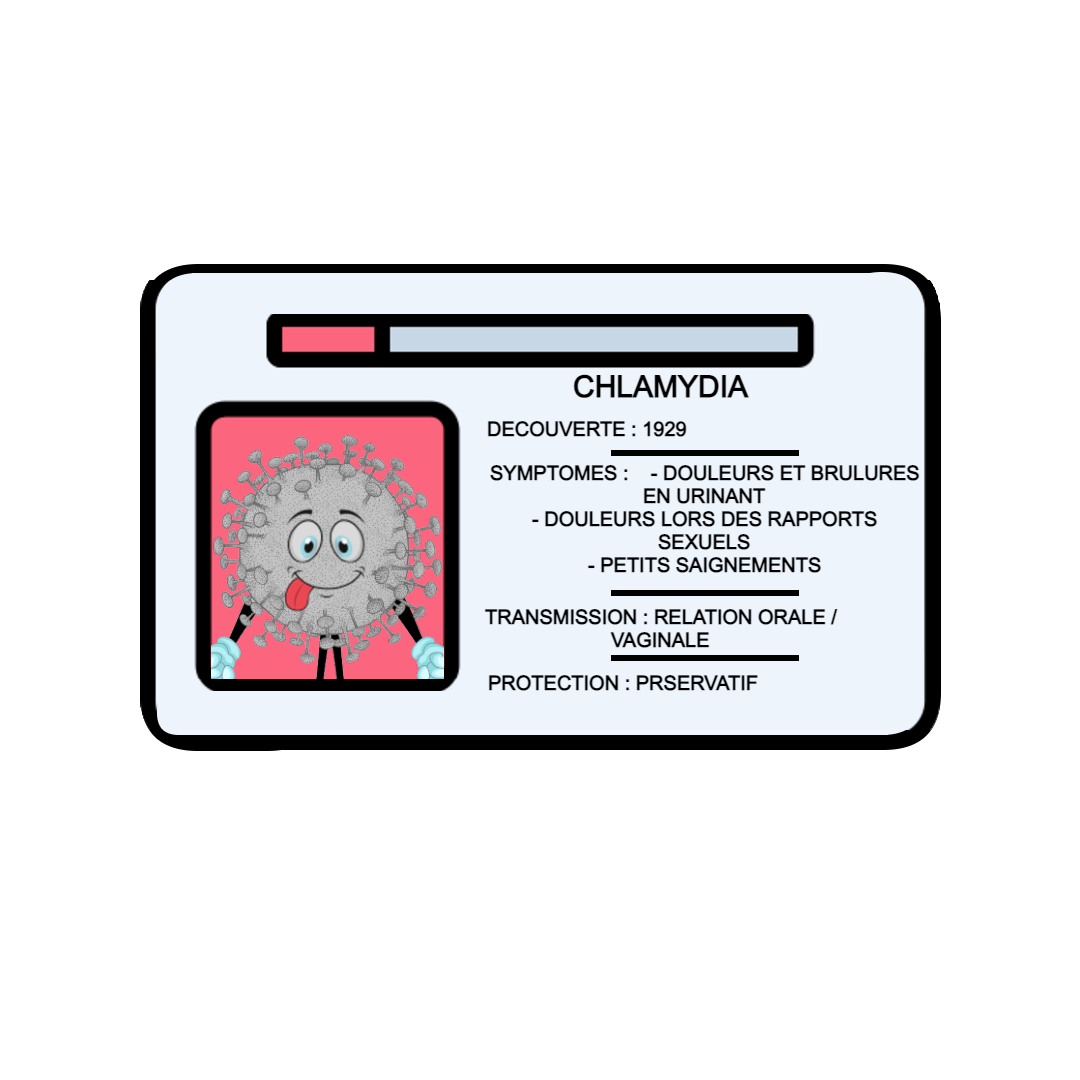 CHLAMYDIA
DECOUVERTE : 1929
SYMPTOMES : - DOULEURS ET BRULURES
EN URINANT
- DOULEURS LORS DES RAPPORTS
SEXUELS
- PETITS SAIGNEMENTS
TRANSMISSION : RELATION ORALE /
VAGINALE
PROTECTION : PRSERVATIF